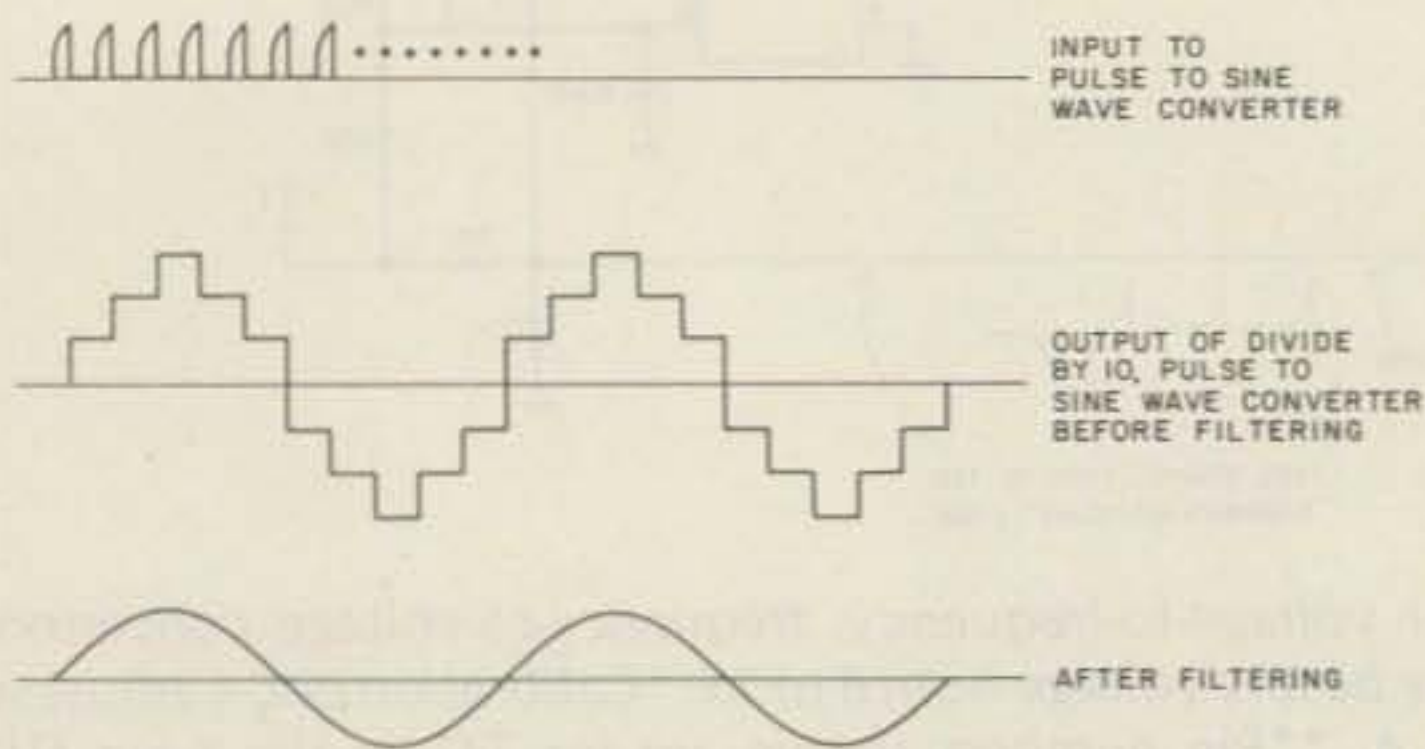 INPUT TO
PULSE TO SINE
WAVE CONVERTER
OUTPUT OF DIVIDE
BY 10, PULSE TO
SINE WAVE CONVERTER
BEFORE FILTERING
AFTER FILTERING